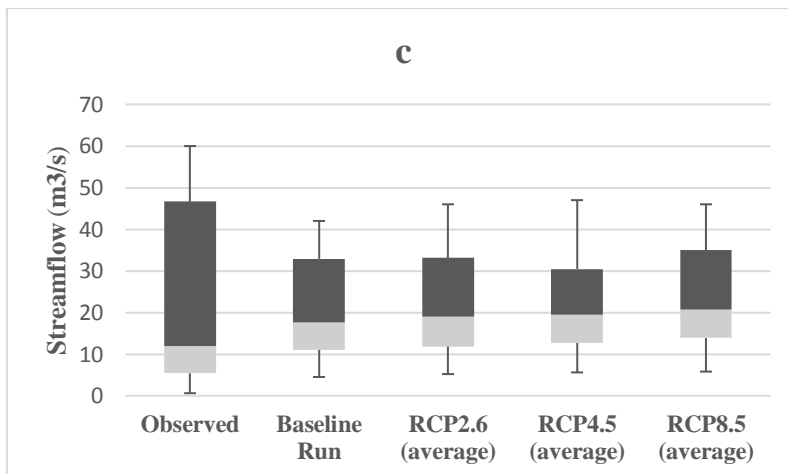 c
Streamflow (m3/s)
70
60
50
40
30
20
10
0
Observed
Baseline
Run
RCP2.6
(average)
RCP4.5
(average)
RCP8.5
(average)